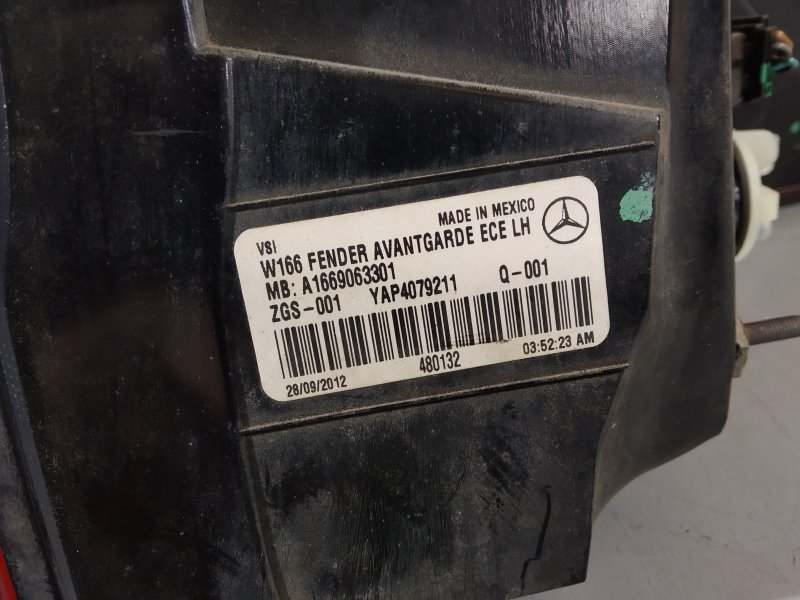 MADE IN MEXICO
VSI
W166 FENDER AVANTGARDE ECE LH
MB: A1669063301
ZGS-001 YAP4079211 Q-001
28/09/2012 480132 03:52:23 AM